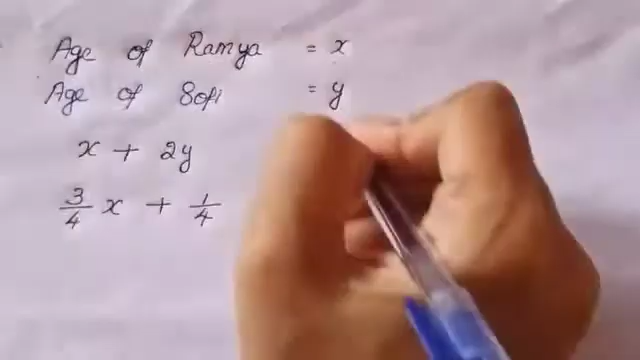 Age of Ramya = x
Age of Sofi = y
x + 2y
3/4 x + 1/4